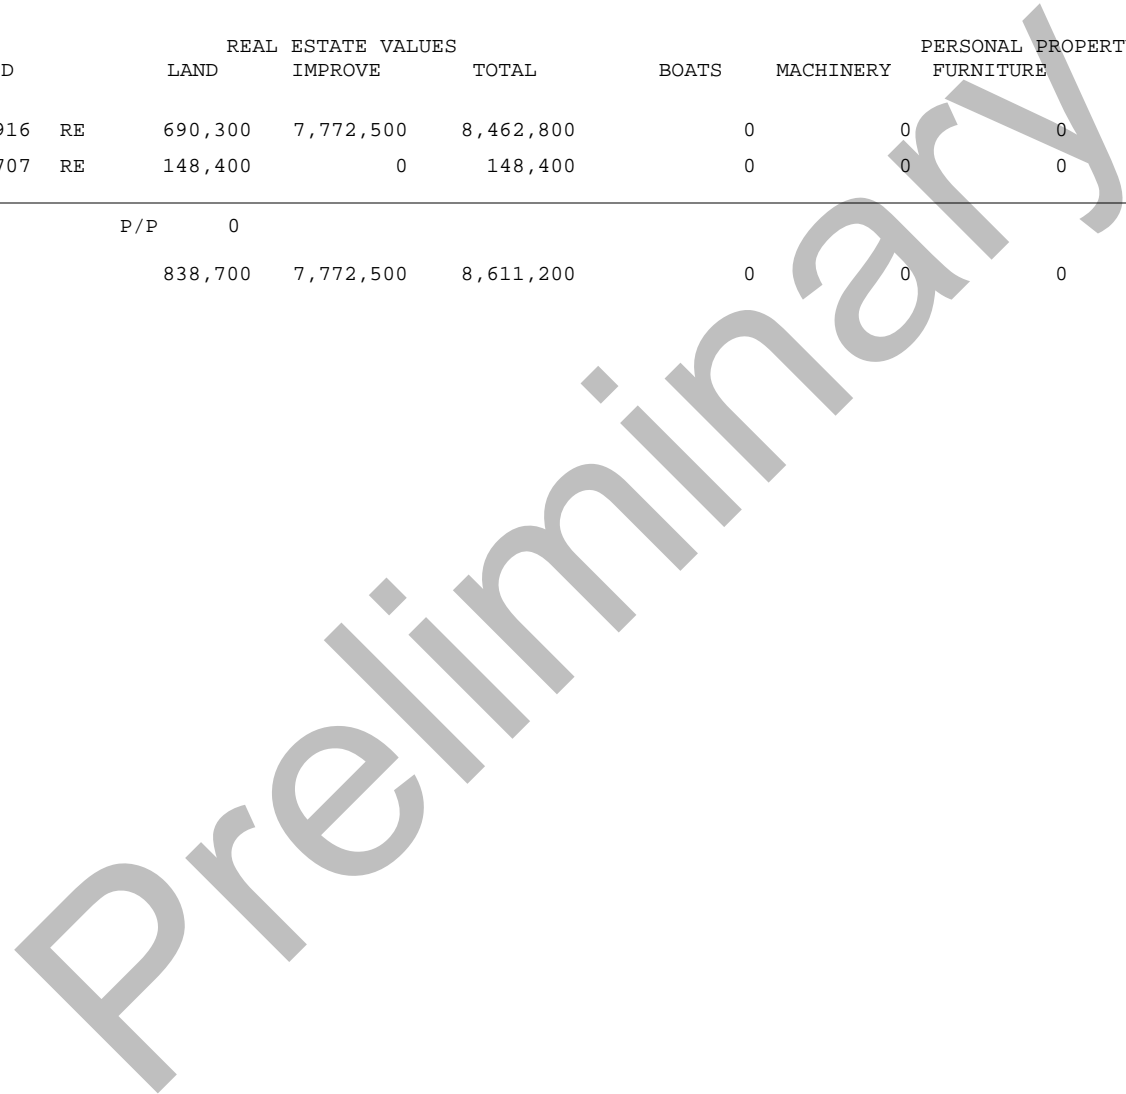 REAL ESTATE VALUES PERSONAL PROPERT
D LAND IMPROVE TOTAL BOATS MACHINERY FURNITURE
916 RE 690,300 7,772,500 8,462,800 0 0 0
707 RE 148,400 0 148,400 0 0 0
P/P 0
838,700 7,772,500 8,611,200 0 0 0
Preliminary